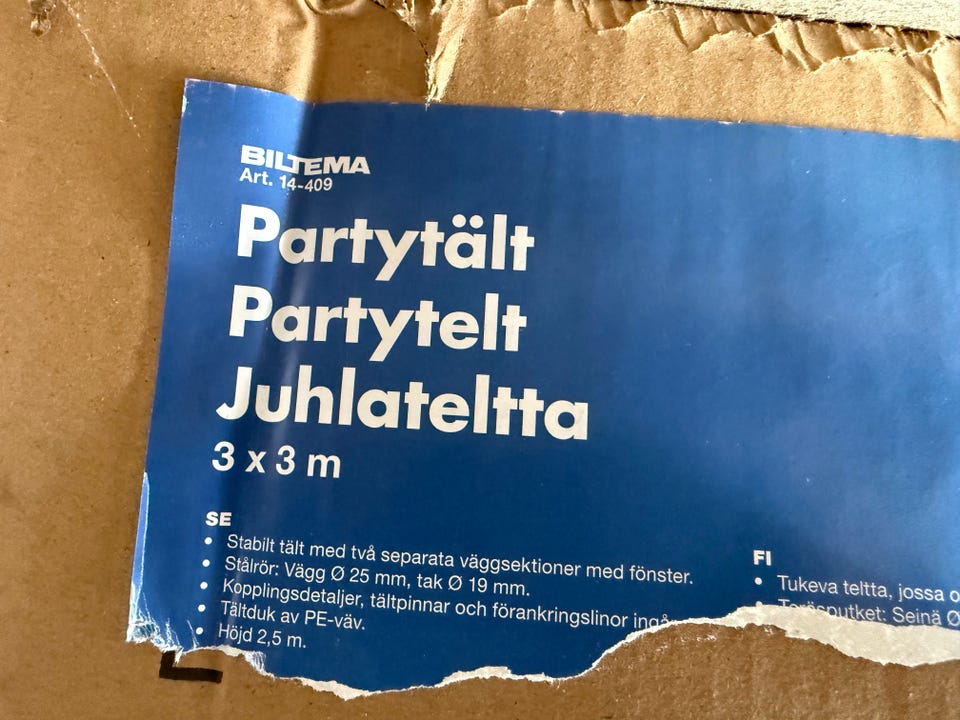 BILTEMA
Art. 14-409
Partytält
Partytelt
Juhlateltta
3 x 3 m
SE
• Stabilt tält med två separata väggsektioner med fönster.
• Stålrör: Vägg Ø 25 mm, tak Ø 19 mm.
• Kopplingsdetaljer, tältpinnar och förankringslinor
• Tältduk av PE-väv.
• Höjd 2,5 m.
FI
• Tukeva teltta, jossa
• Teräsputket: Seinä Ø